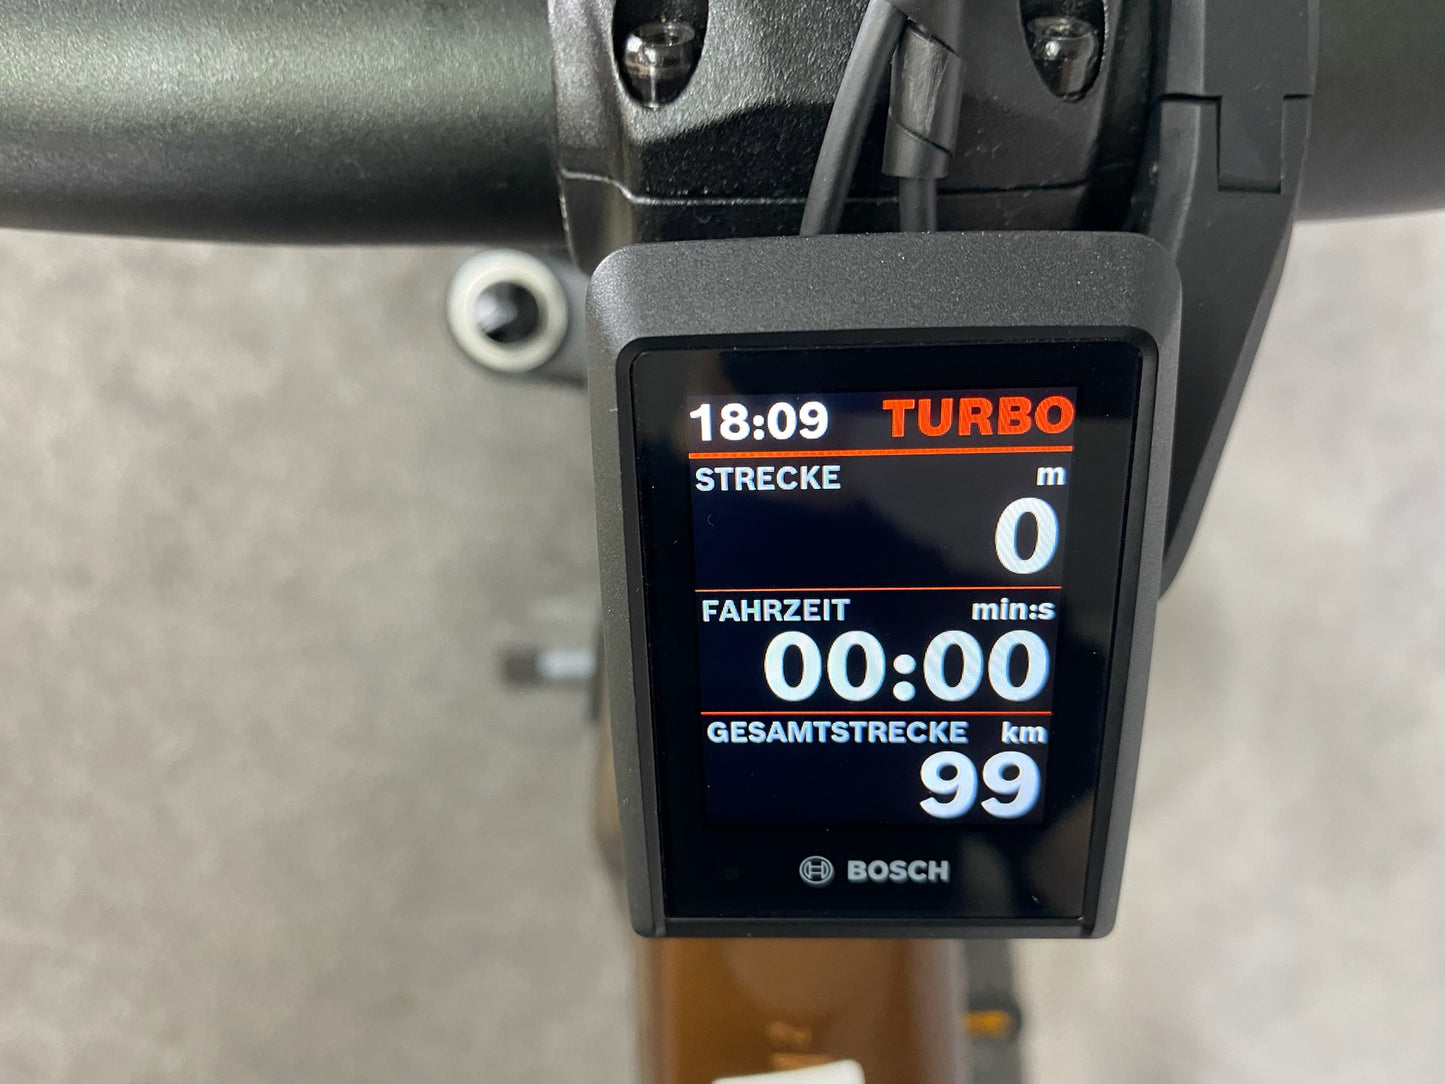 18:09 TURBO
STRECKE m
0
FAHRZEIT min:s
00:00
GESAMTSTRECKE km
99
BOSCH